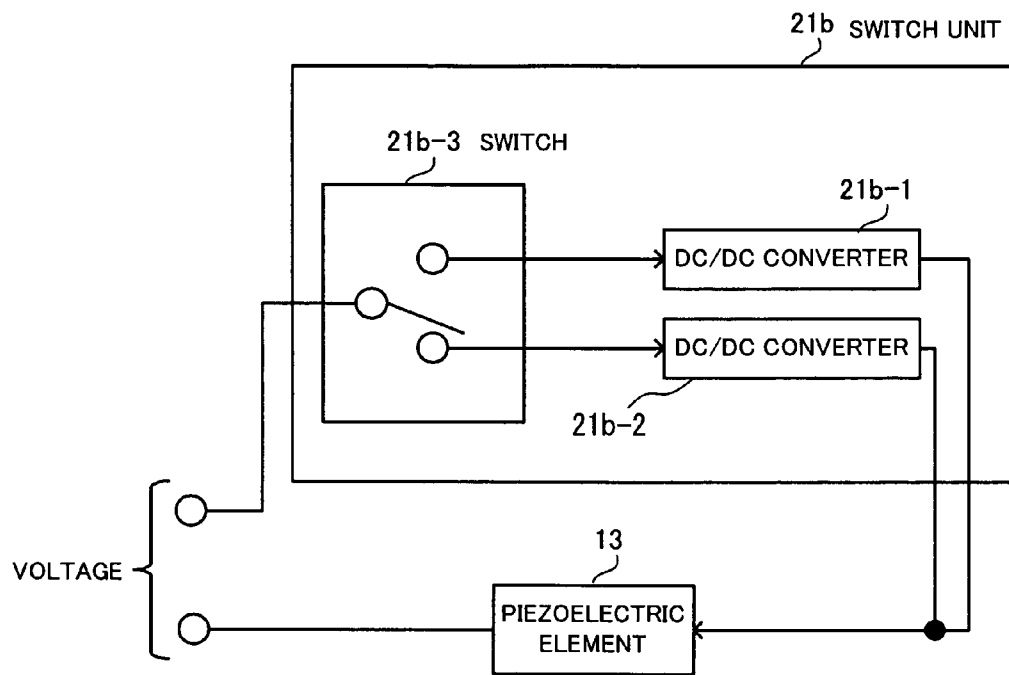 21b SWITCH UNIT
21b-3 SWITCH
21b-1
DC/DC CONVERTER
DC/DC CONVERTER
21b-2
VOLTAGE
13
PIEZOELECTRIC
ELEMENT